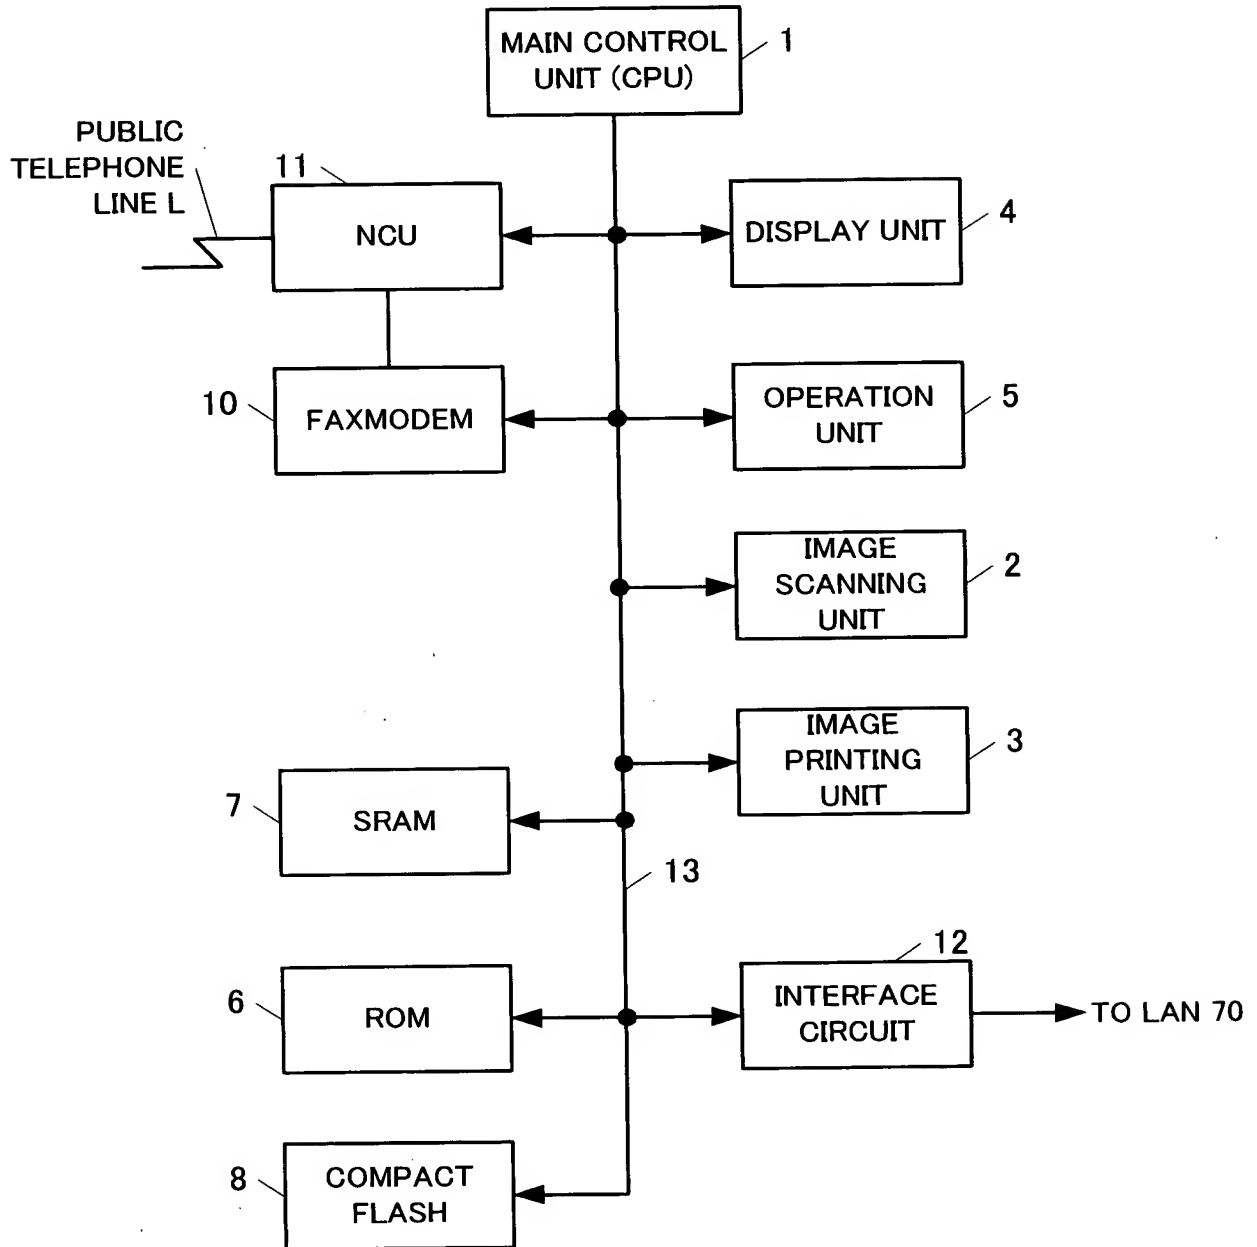 MAIN CONTROL
UNIT (CPU)
1
PUBLIC
TELEPHONE
LINE L
11
NCU
DISPLAY UNIT
4
10
FAXMODEM
OPERATION
UNIT
5
IMAGE
SCANNING
UNIT
2
IMAGE
PRINTING
UNIT
3
7
SRAM
13
12
6
ROM
INTERFACE
CIRCUIT
TO LAN 70
8
COMPACT
FLASH